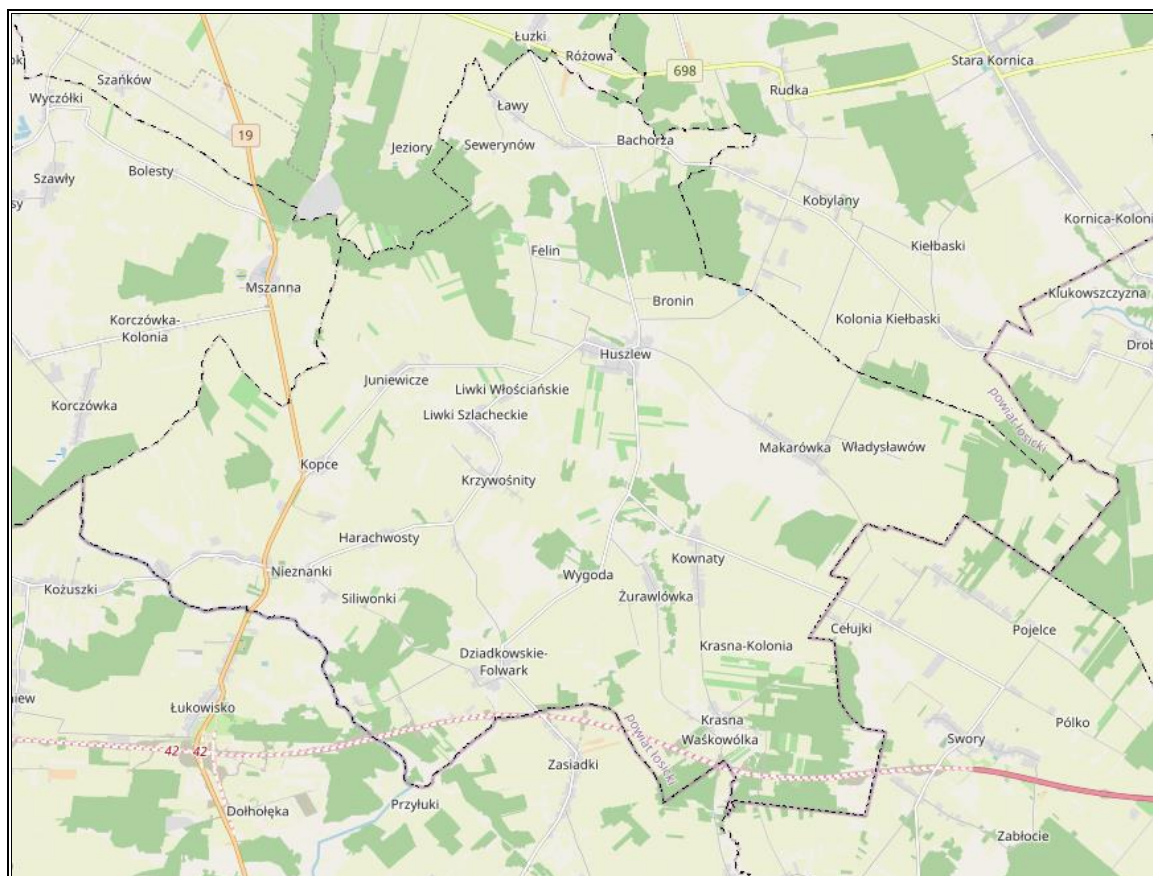 Łuzki
Różowa
698
Stara Kornica
Szańków
Rudka
Wyczółki
Ławy
19
Jeziory
Sewerynów
Bachorza
Szawły
Bolesty
Kobylany
sy
Kornica-Koloni
Felin
Kiełbaski
Mszanna
Bronin
Klukowszczyzna
Korczówka-
Kolonia
Kolonia Kiełbaski
Drob
Huszlew
Juniewicze
Liwki Włościańskie
Korczówka
Liwki Szlacheckie
powiat łosicki
Makarówka
Władysławów
Kopce
Krzywośnity
Harachwosty
Kownaty
Nieznanki
Wygoda
Kożuszki
Siliwonki
Żurawlówka
Celujki
Pojelce
Krasna-Kolonia
Dziadkowskie-
Folwark
niew
Łukowisko
powiat łosicki
Krasna
Waśkowólka
Pólko
Swory
42
42
Zasiadki
Przyłuki
Dołhołęka
Zabłocie